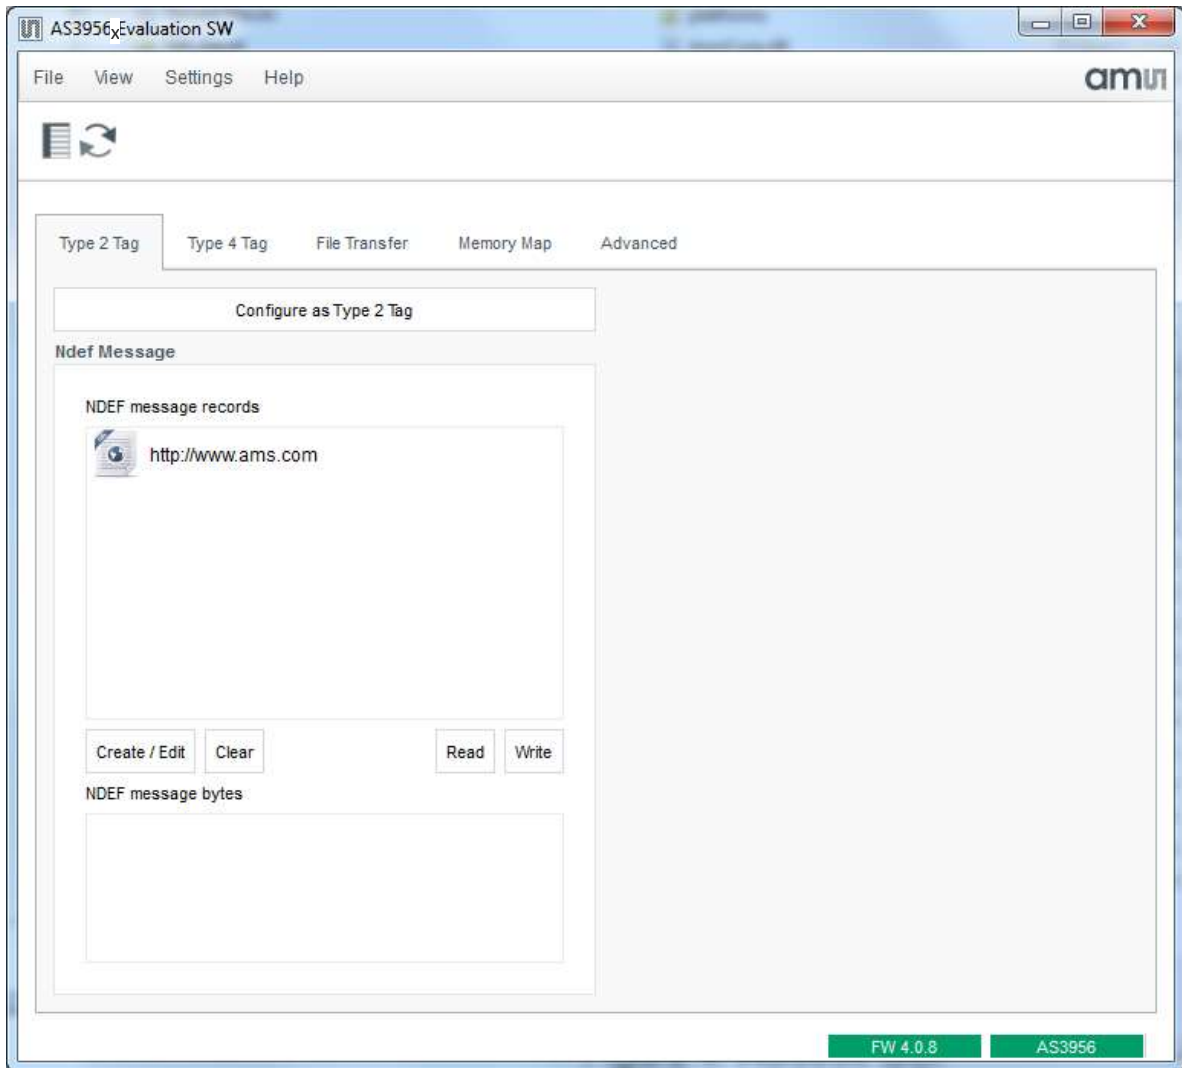 AS3956xEvaluation SW
File View Settings Help
amu
Type 2 Tag Type 4 Tag File Transfer Memory Map Advanced
Configure as Type 2 Tag
Ndef Message
NDEF message records
http://www.ams.com
Create / Edit Clear Read Write
NDEF message bytes
FW 4.0.8 AS3956